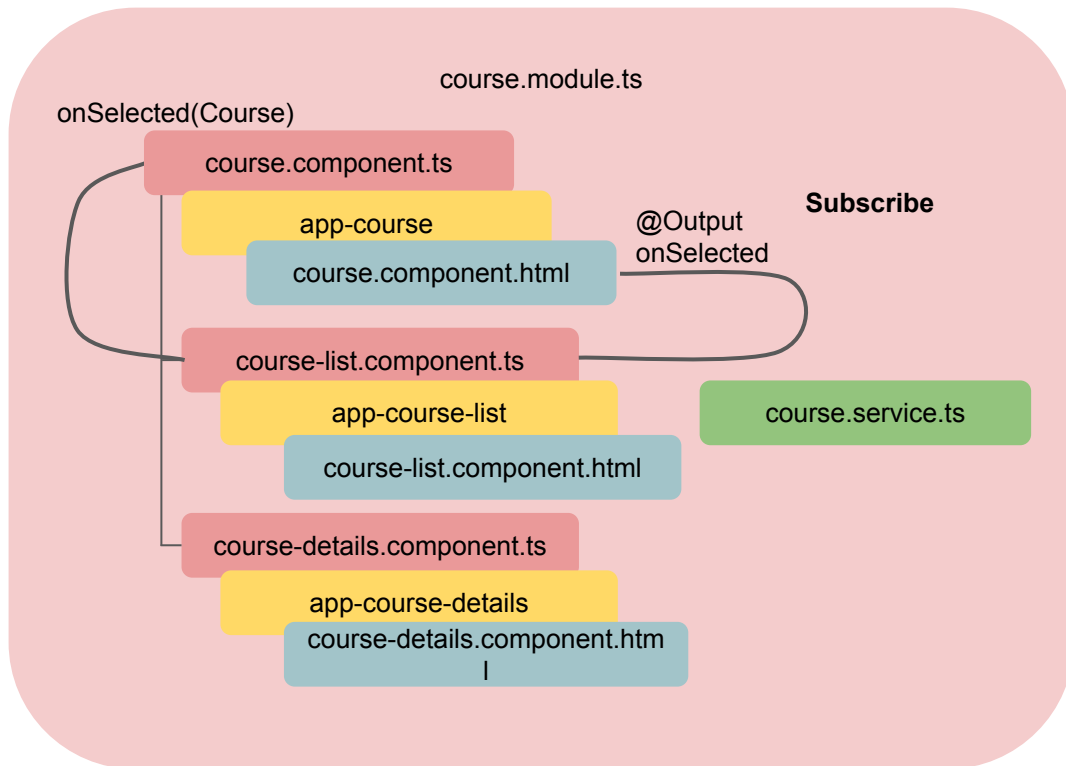 course.module.ts
onSelected(Course)
course.component.ts
app-course
course.component.html
@Output
onSelected
Subscribe
course-list.component.ts
app-course-list
course-list.component.html
course.service.ts
course-details.component.ts
app-course-details
course-details.component.htm
l